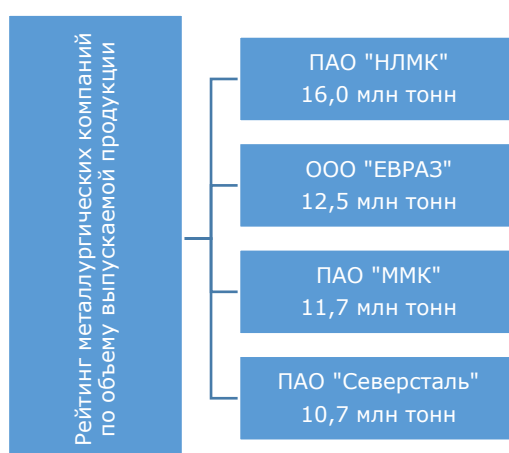 Рейтинг металлургических компаний
по объему выпускаемой продукции
ПАО "НЛМК"
16,0 млн тонн
ООО "ЕВРАЗ"
12,5 млн тонн
ПАО "ММК"
11,7 млн тонн
ПАО "Северсталь"
10,7 млн тонн